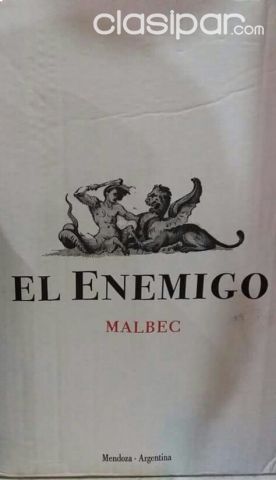 clasipar.com
EL ENEMIGO
MALBEC
Mendoza - Argentina